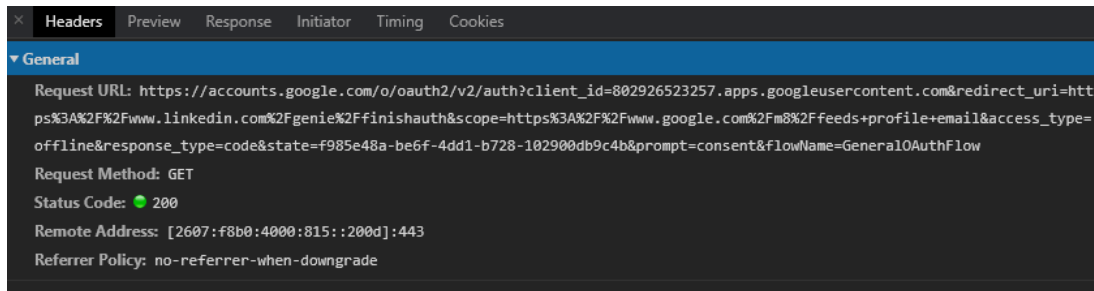 × Headers Preview Response Initiator Timing Cookies
▼ General
Request URL: https://accounts.google.com/o/oauth2/v2/auth?client_id=802926523257.apps.googleusercontent.com&redirect_uri=htt
ps%3A%2F%2Fwww.linkedin.com%2Fgenie%2Ffinishauth&scope=https%3A%2F%2Fwww.google.com%2Fm8%2Ffeeds+profile+email&access_type=
offline&response_type=code&state=f985e48a-be6f-4dd1-b728-102900db9c4b&prompt=consent&flowName=GeneralOAuthFlow
Request Method: GET
Status Code: 200
Remote Address: [2607:f8b0:4000:815::200d]:443
Referrer Policy: no-referrer-when-downgrade